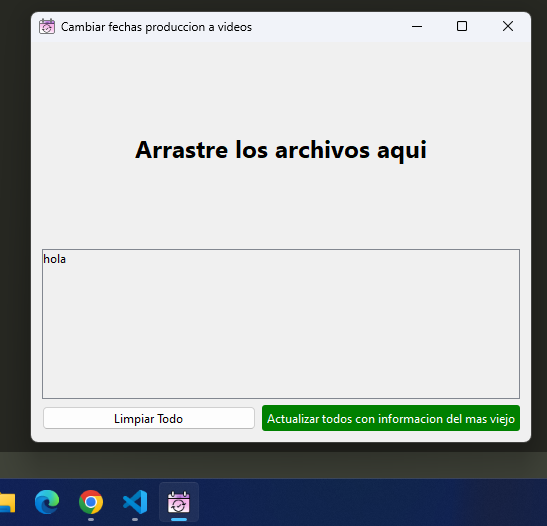 Cambiar fechas produccion a videos
Arrastre los archivos aqui
hola
Limpiar Todo
Actualizar todos con informacion del mas viejo